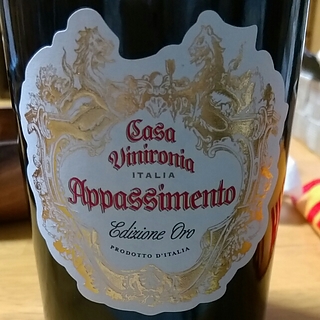 Casa
Vinironia
ITALIA
Appassimento
Edizione Oro
PRODOTTO D'ITALIA